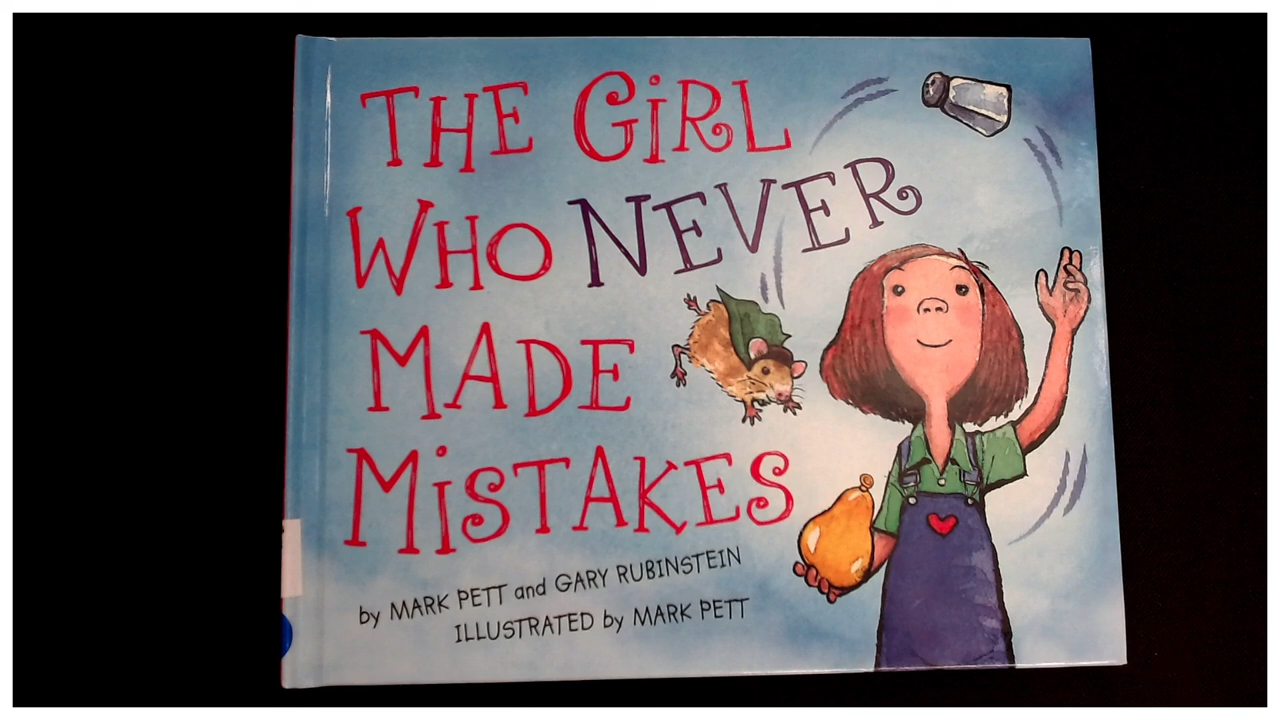 THE GiRL
WHO NEVER
MADE
MiSTAKES
by MARK PETT and GARY RUBINSTEIN
ILLUSTRATED by MARK PETT